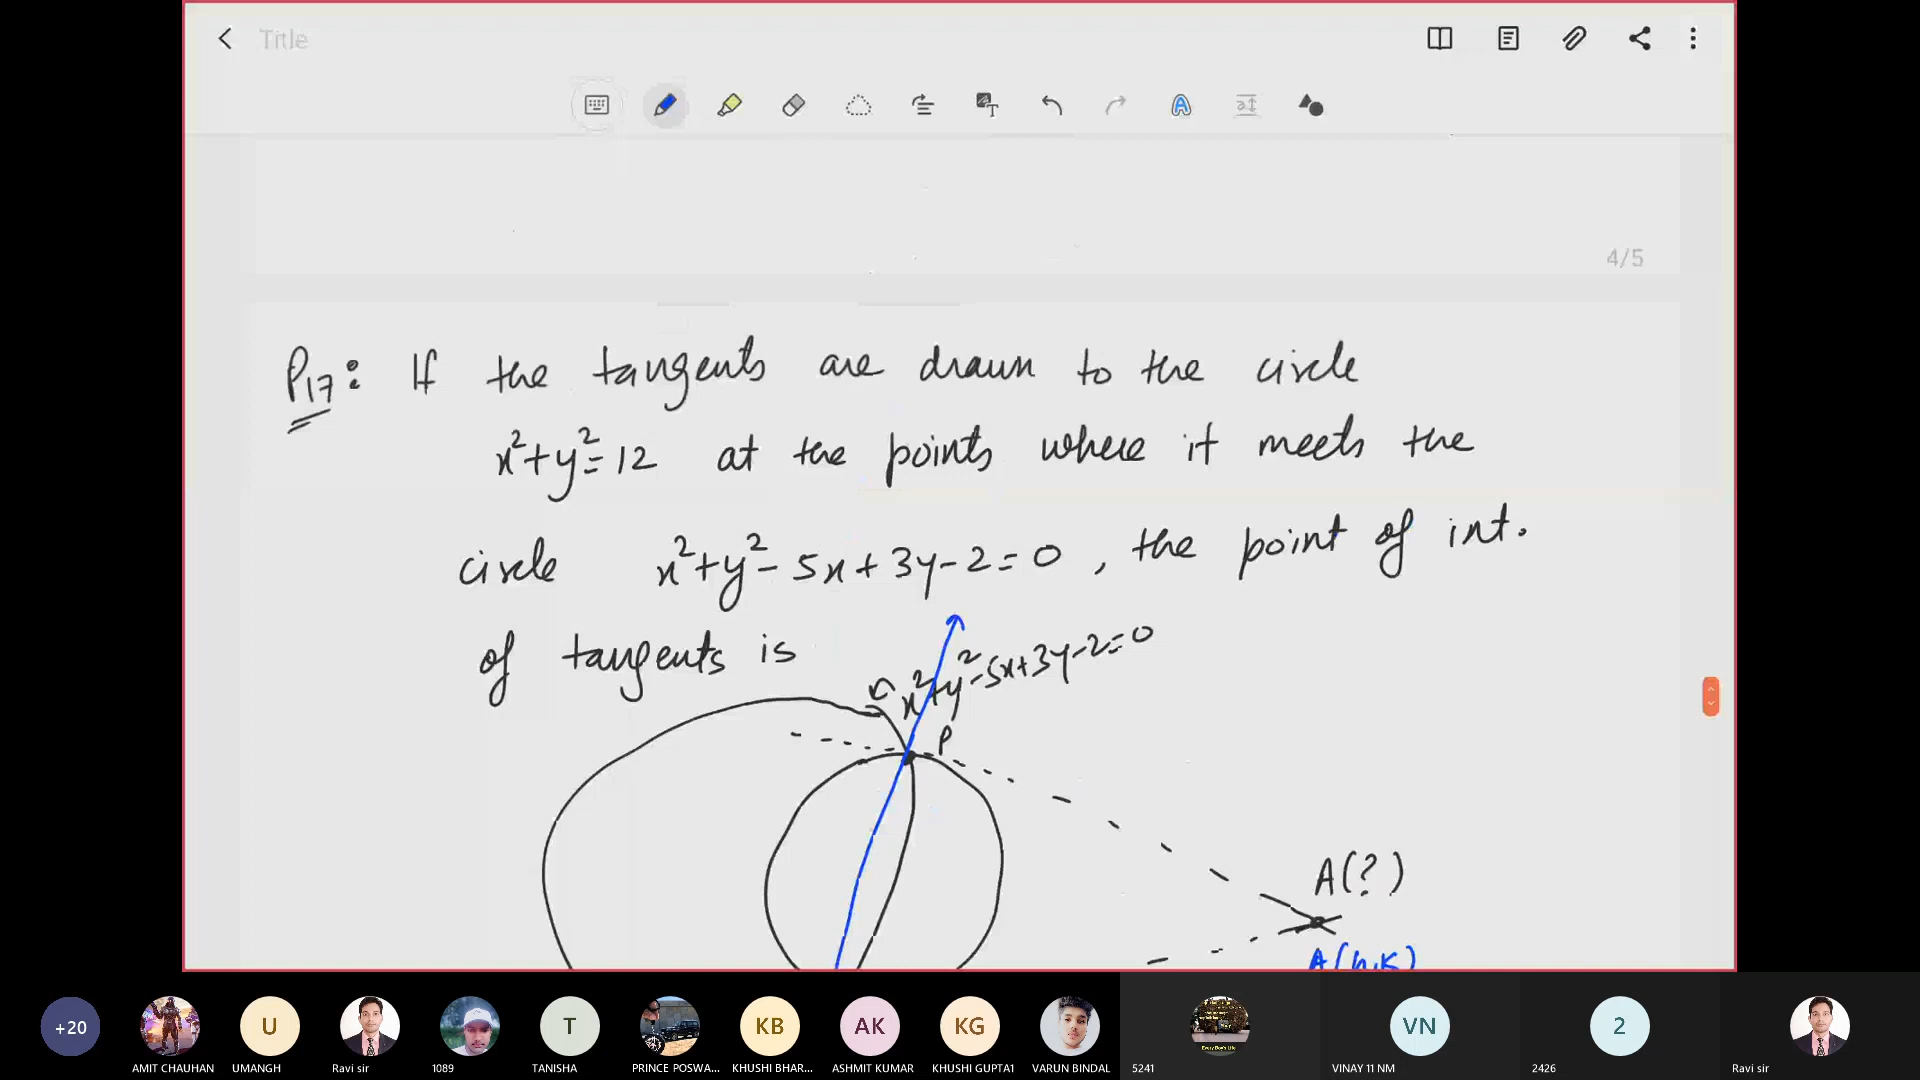 Title
4/5
P17: If the tangents are drawn to the circle
x²+y²=12 at the points where it meets the
circle x²+y²-5x+3y-2=0, the point of int.
of tangents is
x²+y²-5x+3y-2=0
P
A(?)
A(h,k)
+20
U
T
KB
AK
KG
VN
2
AMIT CHAUHAN UMANGH Ravi sir 1089 TANISHA PRINCE POSWA... KHUSHI BHAR... ASHMIT KUMAR KHUSHI GUPTA1 VARUN BINDAL 5241 VINAY 11 NM 2426 Ravi sir